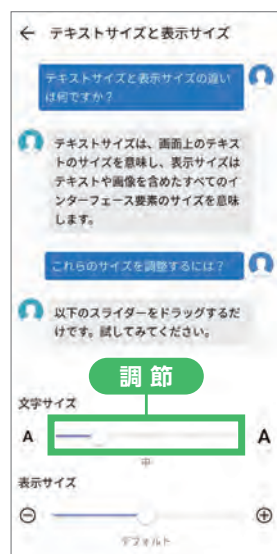 ← テキストサイズと表示サイズ
テキストサイズと表示サイズの違い
は何ですか？
テキストサイズは、画面上のテキス
トのサイズを意味し、表示サイズは
テキストや画像を含めたすべてのイ
ンターフェース要素のサイズを意味
します。
これらのサイズを調整するには？
以下のスライダーをドラッグするだ
けです。試してみてください。
調節
文字サイズ
A A
中
表示サイズ
デフォルト